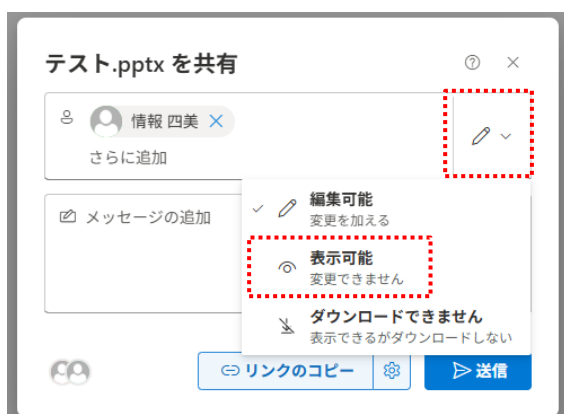 テスト.pptx を共有
情報 四美
さらに追加
編集可能
変更を加える
メッセージの追加
表示可能
変更できません
ダウンロードできません
表示できるがダウンロードしない
リンクのコピー
送信